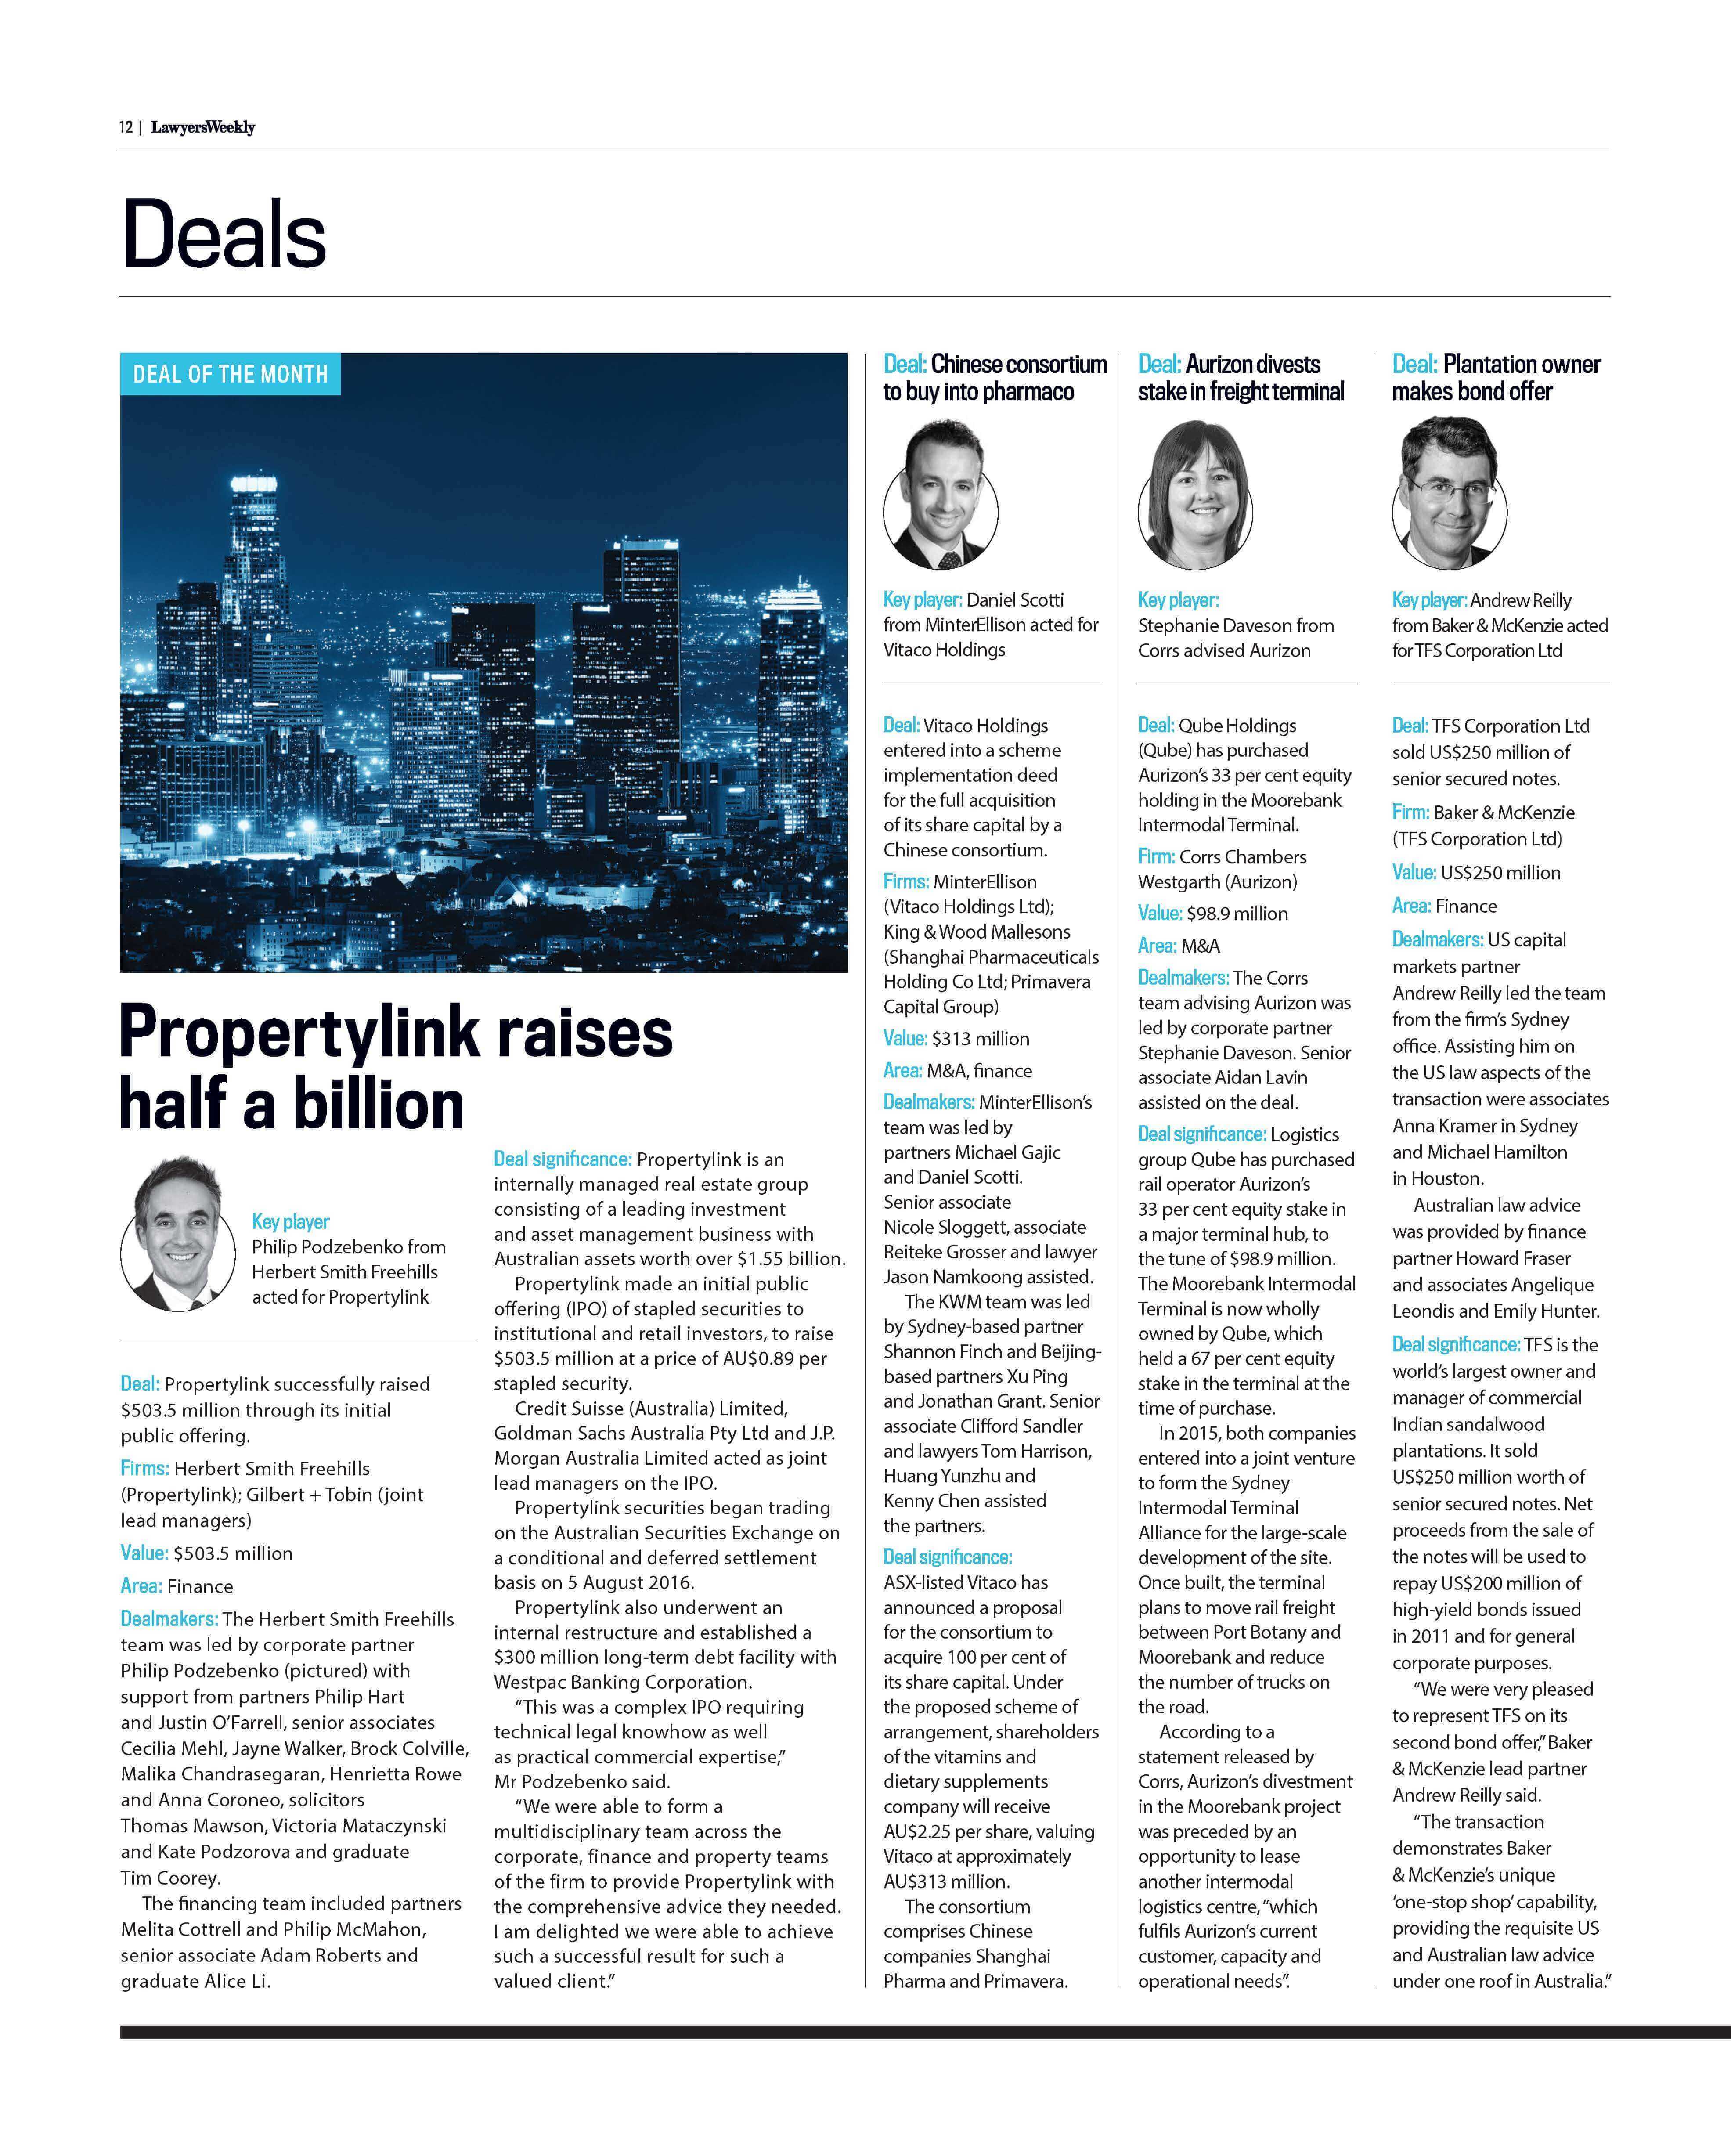 12 | LawyersWeekly
Deals
DEAL OF THE MONTH
Propertylink raises
half a billion
Key player
Philip Podzebenko from
Herbert Smith Freehills
acted for Propertylink
Deal: Propertylink successfully raised
$503.5 million through its initial
public offering.
Firms: Herbert Smith Freehills
(Propertylink); Gilbert + Tobin (joint
lead managers)
Value: $503.5 million
Area: Finance
Dealmakers: The Herbert Smith Freehills
team was led by corporate partner
Philip Podzebenko (pictured) with
support from partners Philip Hart
and Justin O’Farrell, senior associates
Cecilia Mehl, Jayne Walker, Brock Colville,
Malika Chandrasegaran, Henrietta Rowe
and Anna Coroneo, solicitors
Thomas Mawson, Victoria Mataczynski
and Kate Podzorova and graduate
Tim Coorey.
The financing team included partners
Melita Cottrell and Philip McMahon,
senior associate Adam Roberts and
graduate Alice Li.
Deal significance: Propertylink is an
internally managed real estate group
consisting of a leading investment
and asset management business with
Australian assets worth over $1.55 billion.
Propertylink made an initial public
offering (IPO) of stapled securities to
institutional and retail investors, to raise
$503.5 million at a price of AU$0.89 per
stapled security.
Credit Suisse (Australia) Limited,
Goldman Sachs Australia Pty Ltd and J.P.
Morgan Australia Limited acted as joint
lead managers on the IPO.
Propertylink securities began trading
on the Australian Securities Exchange on
a conditional and deferred settlement
basis on 5 August 2016.
Propertylink also underwent an
internal restructure and established a
$300 million long-term debt facility with
Westpac Banking Corporation.
“This was a complex IPO requiring
technical legal knowhow as well
as practical commercial expertise,”
Mr Podzebenko said.
“We were able to form a
multidisciplinary team across the
corporate, finance and property teams
of the firm to provide Propertylink with
the comprehensive advice they needed.
I am delighted we were able to achieve
such a successful result for such a
valued client.”
Deal: Chinese consortium
to buy into pharmaco
Key player: Daniel Scotti
from MinterEllison acted for
Vitaco Holdings
Deal: Vitaco Holdings
entered into a scheme
implementation deed
for the full acquisition
of its share capital by a
Chinese consortium.
Firms: MinterEllison
(Vitaco Holdings Ltd);
King & Wood Mallesons
(Shanghai Pharmaceuticals
Holding Co Ltd; Primavera
Capital Group)
Value: $313 million
Area: M&A, finance
Dealmakers: MinterEllison’s
team was led by
partners Michael Gajic
and Daniel Scotti.
Senior associate
Nicole Sloggett, associate
Reiteke Grosser and lawyer
Jason Namkoong assisted.
The KWM team was led
by Sydney-based partner
Shannon Finch and Beijing-
based partners Xu Ping
and Jonathan Grant. Senior
associate Clifford Sandler
and lawyers Tom Harrison,
Huang Yunzhu and
Kenny Chen assisted
the partners.
Deal significance:
ASX-listed Vitaco has
announced a proposal
for the consortium to
acquire 100 per cent of
its share capital. Under
the proposed scheme of
arrangement, shareholders
of the vitamins and
dietary supplements
company will receive
AU$2.25 per share, valuing
Vitaco at approximately
AU$313 million.
The consortium
comprises Chinese
companies Shanghai
Pharma and Primavera.
Deal: Aurizon divests
stake in freight terminal
Key player:
Stephanie Daveson from
Corrs advised Aurizon
Deal: Qube Holdings
(Qube) has purchased
Aurizon’s 33 per cent equity
holding in the Moorebank
Intermodal Terminal.
Firm: Corrs Chambers
Westgarth (Aurizon)
Value: $98.9 million
Area: M&A
Dealmakers: The Corrs
team advising Aurizon was
led by corporate partner
Stephanie Daveson. Senior
associate Aidan Lavin
assisted on the deal.
Deal significance: Logistics
group Qube has purchased
rail operator Aurizon’s
33 per cent equity stake in
a major terminal hub, to
the tune of $98.9 million.
The Moorebank Intermodal
Terminal is now wholly
owned by Qube, which
held a 67 per cent equity
stake in the terminal at the
time of purchase.
In 2015, both companies
entered into a joint venture
to form the Sydney
Intermodal Terminal
Alliance for the large-scale
development of the site.
Once built, the terminal
plans to move rail freight
between Port Botany and
Moorebank and reduce
the number of trucks on
the road.
According to a
statement released by
Corrs, Aurizon’s divestment
in the Moorebank project
was preceded by an
opportunity to lease
another intermodal
logistics centre, “which
fulfils Aurizon’s current
customer, capacity and
operational needs”.
Deal: Plantation owner
makes bond offer
Key player: Andrew Reilly
from Baker & McKenzie acted
for TFS Corporation Ltd
Deal: TFS Corporation Ltd
sold US$250 million of
senior secured notes.
Firm: Baker & McKenzie
(TFS Corporation Ltd)
Value: US$250 million
Area: Finance
Dealmakers: US capital
markets partner
Andrew Reilly led the team
from the firm’s Sydney
office. Assisting him on
the US law aspects of the
transaction were associates
Anna Kramer in Sydney
and Michael Hamilton
in Houston.
Australian law advice
was provided by finance
partner Howard Fraser
and associates Angelique
Leondis and Emily Hunter.
Deal significance: TFS is the
world’s largest owner and
manager of commercial
Indian sandalwood
plantations. It sold
US$250 million worth of
senior secured notes. Net
proceeds from the sale of
the notes will be used to
repay US$200 million of
high-yield bonds issued
in 2011 and for general
corporate purposes.
“We were very pleased
to represent TFS on its
second bond offer,” Baker
& McKenzie lead partner
Andrew Reilly said.
“The transaction
demonstrates Baker
& McKenzie’s unique
‘one-stop shop’ capability,
providing the requisite US
and Australian law advice
under one roof in Australia.”